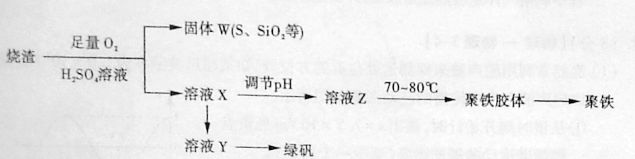 足量O₂ 固体W(S、SiO₂等)
烧渣
H₂SO₄溶液 调节pH 70~80℃
溶液X 溶液Z 聚铁胶体 聚铁
溶液Y 绿矾